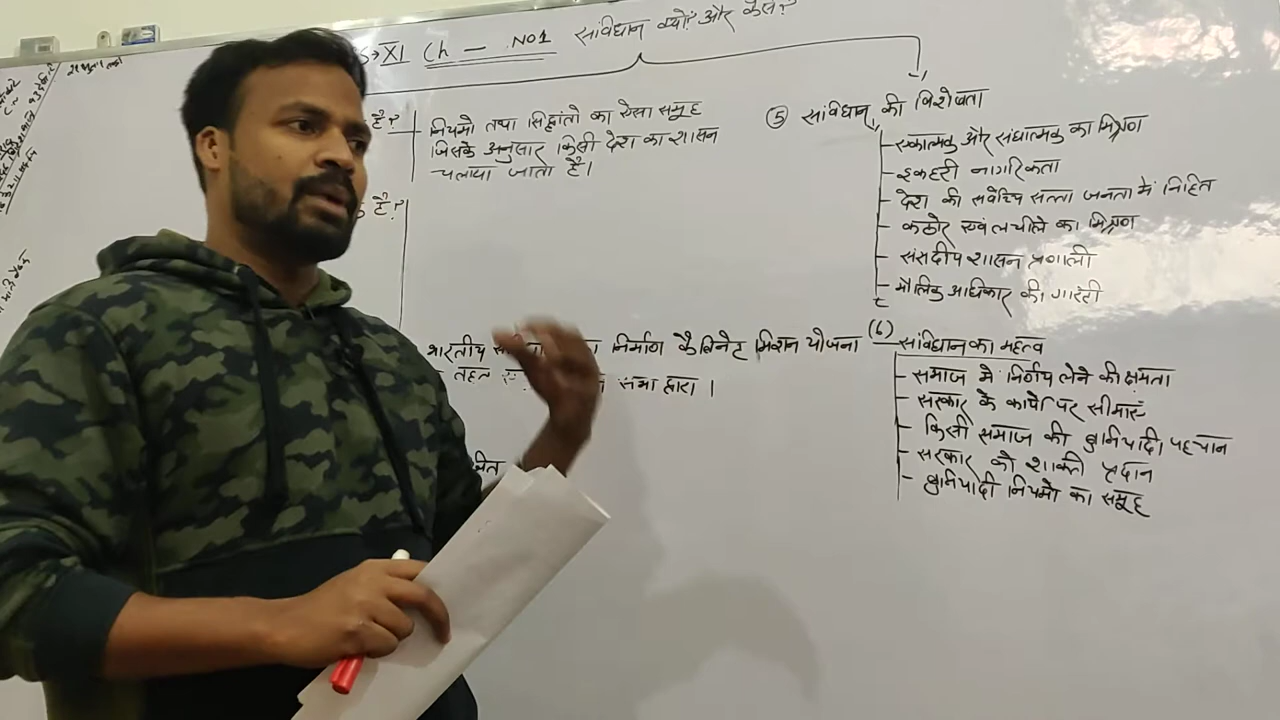 XI Ch - NO1 संविधान क्यों? और कैसे?
है?
नियमो तथा सिद्धांतो का ऐसा समूह
जिसके अनुसार किसी देश का शासन
चलाया जाता है।
है?
भारतीय निर्माण कैबिनेट मिशन योजना
तहत सभा द्वारा ।
⑤ सांविधान की विशेषता
- एकात्मक और संघात्मक का मिश्रण
- इकहरी नागरिकता
- देश की सर्वोच्च सत्ता जनता में निहित
- कठोर एवं लचीले का मिश्रण
- संसदीय शासन प्रणाली
- मौलिक अधिकार की गारंटी
(6) संविधान का महत्व
- समाज में निर्णय लेने की क्षमता
- सरकार के कार्यो पर सीमाएं
- किसी समाज की बुनियादी पहचान
- सरकार को शक्ती प्रदान
- बुनियादी नियमो का समूह